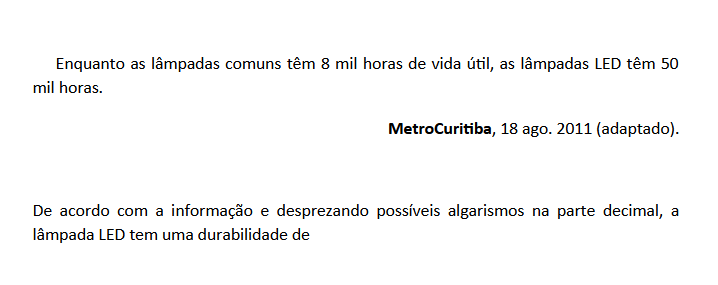 Enquanto as lâmpadas comuns têm 8 mil horas de vida útil, as lâmpadas LED têm 50
mil horas.
MetroCuritiba, 18 ago. 2011 (adaptado).
De acordo com a informação e desprezando possíveis algarismos na parte decimal, a
lâmpada LED tem uma durabilidade de